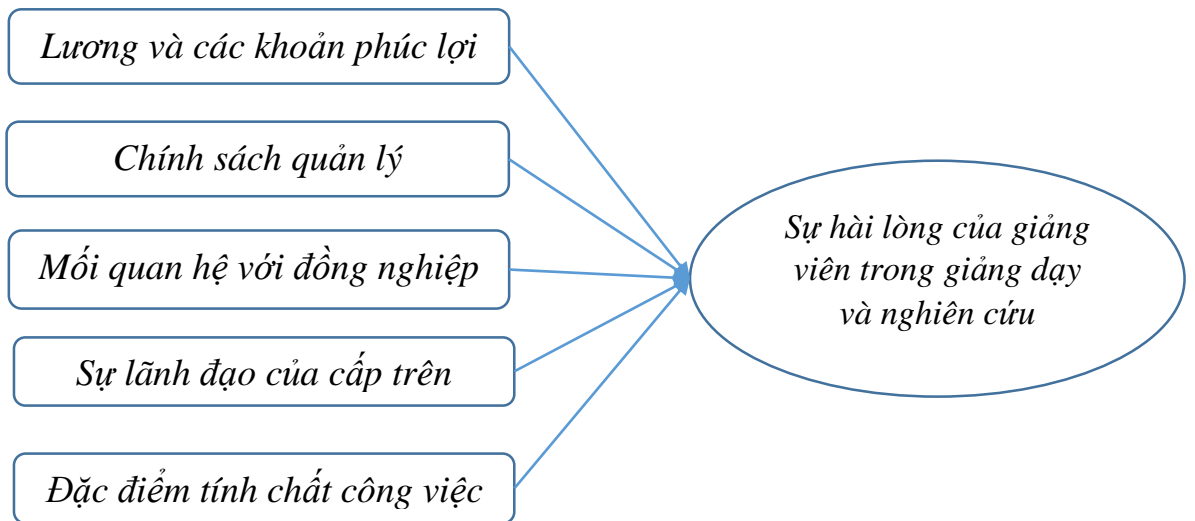 Lương và các khoản phúc lợi
Chính sách quản lý
Mối quan hệ với đồng nghiệp
Sự lãnh đạo của cấp trên
Đặc điểm tính chất công việc
Sự hài lòng của giảng
viên trong giảng dạy
và nghiên cứu